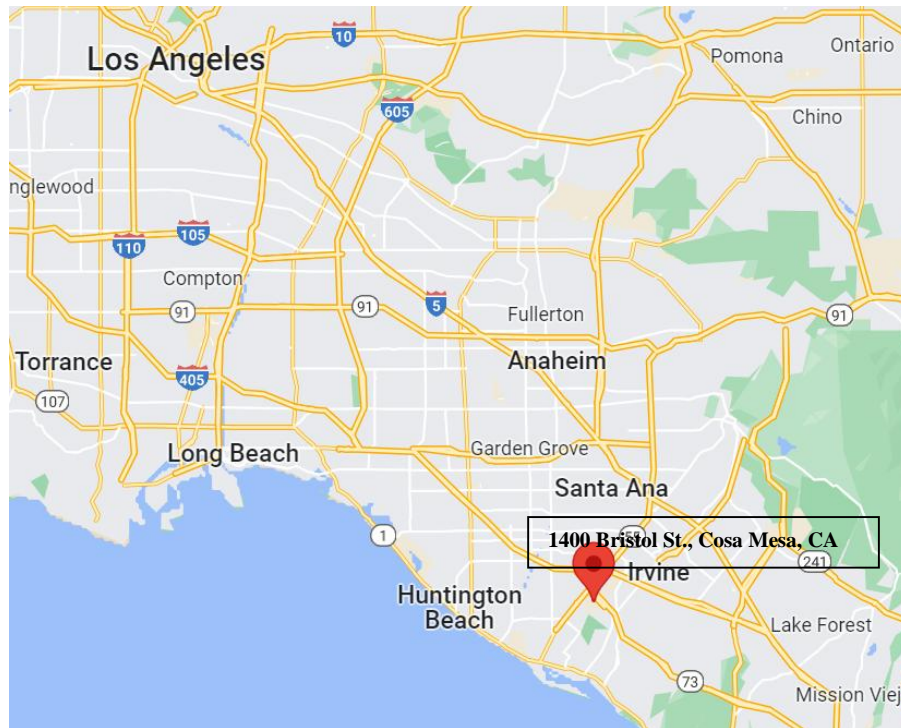 10
Pomona
Ontario
Los Angeles
605
Chino
nglewood
110
105
Compton
91
91
5
Fullerton
91
Torrance
Anaheim
405
107
Long Beach
Garden Grove
Santa Ana
1
55
1400 Bristol St., Cosa Mesa, CA
241
Irvine
Huntington
Beach
Lake Forest
73
Mission Viej